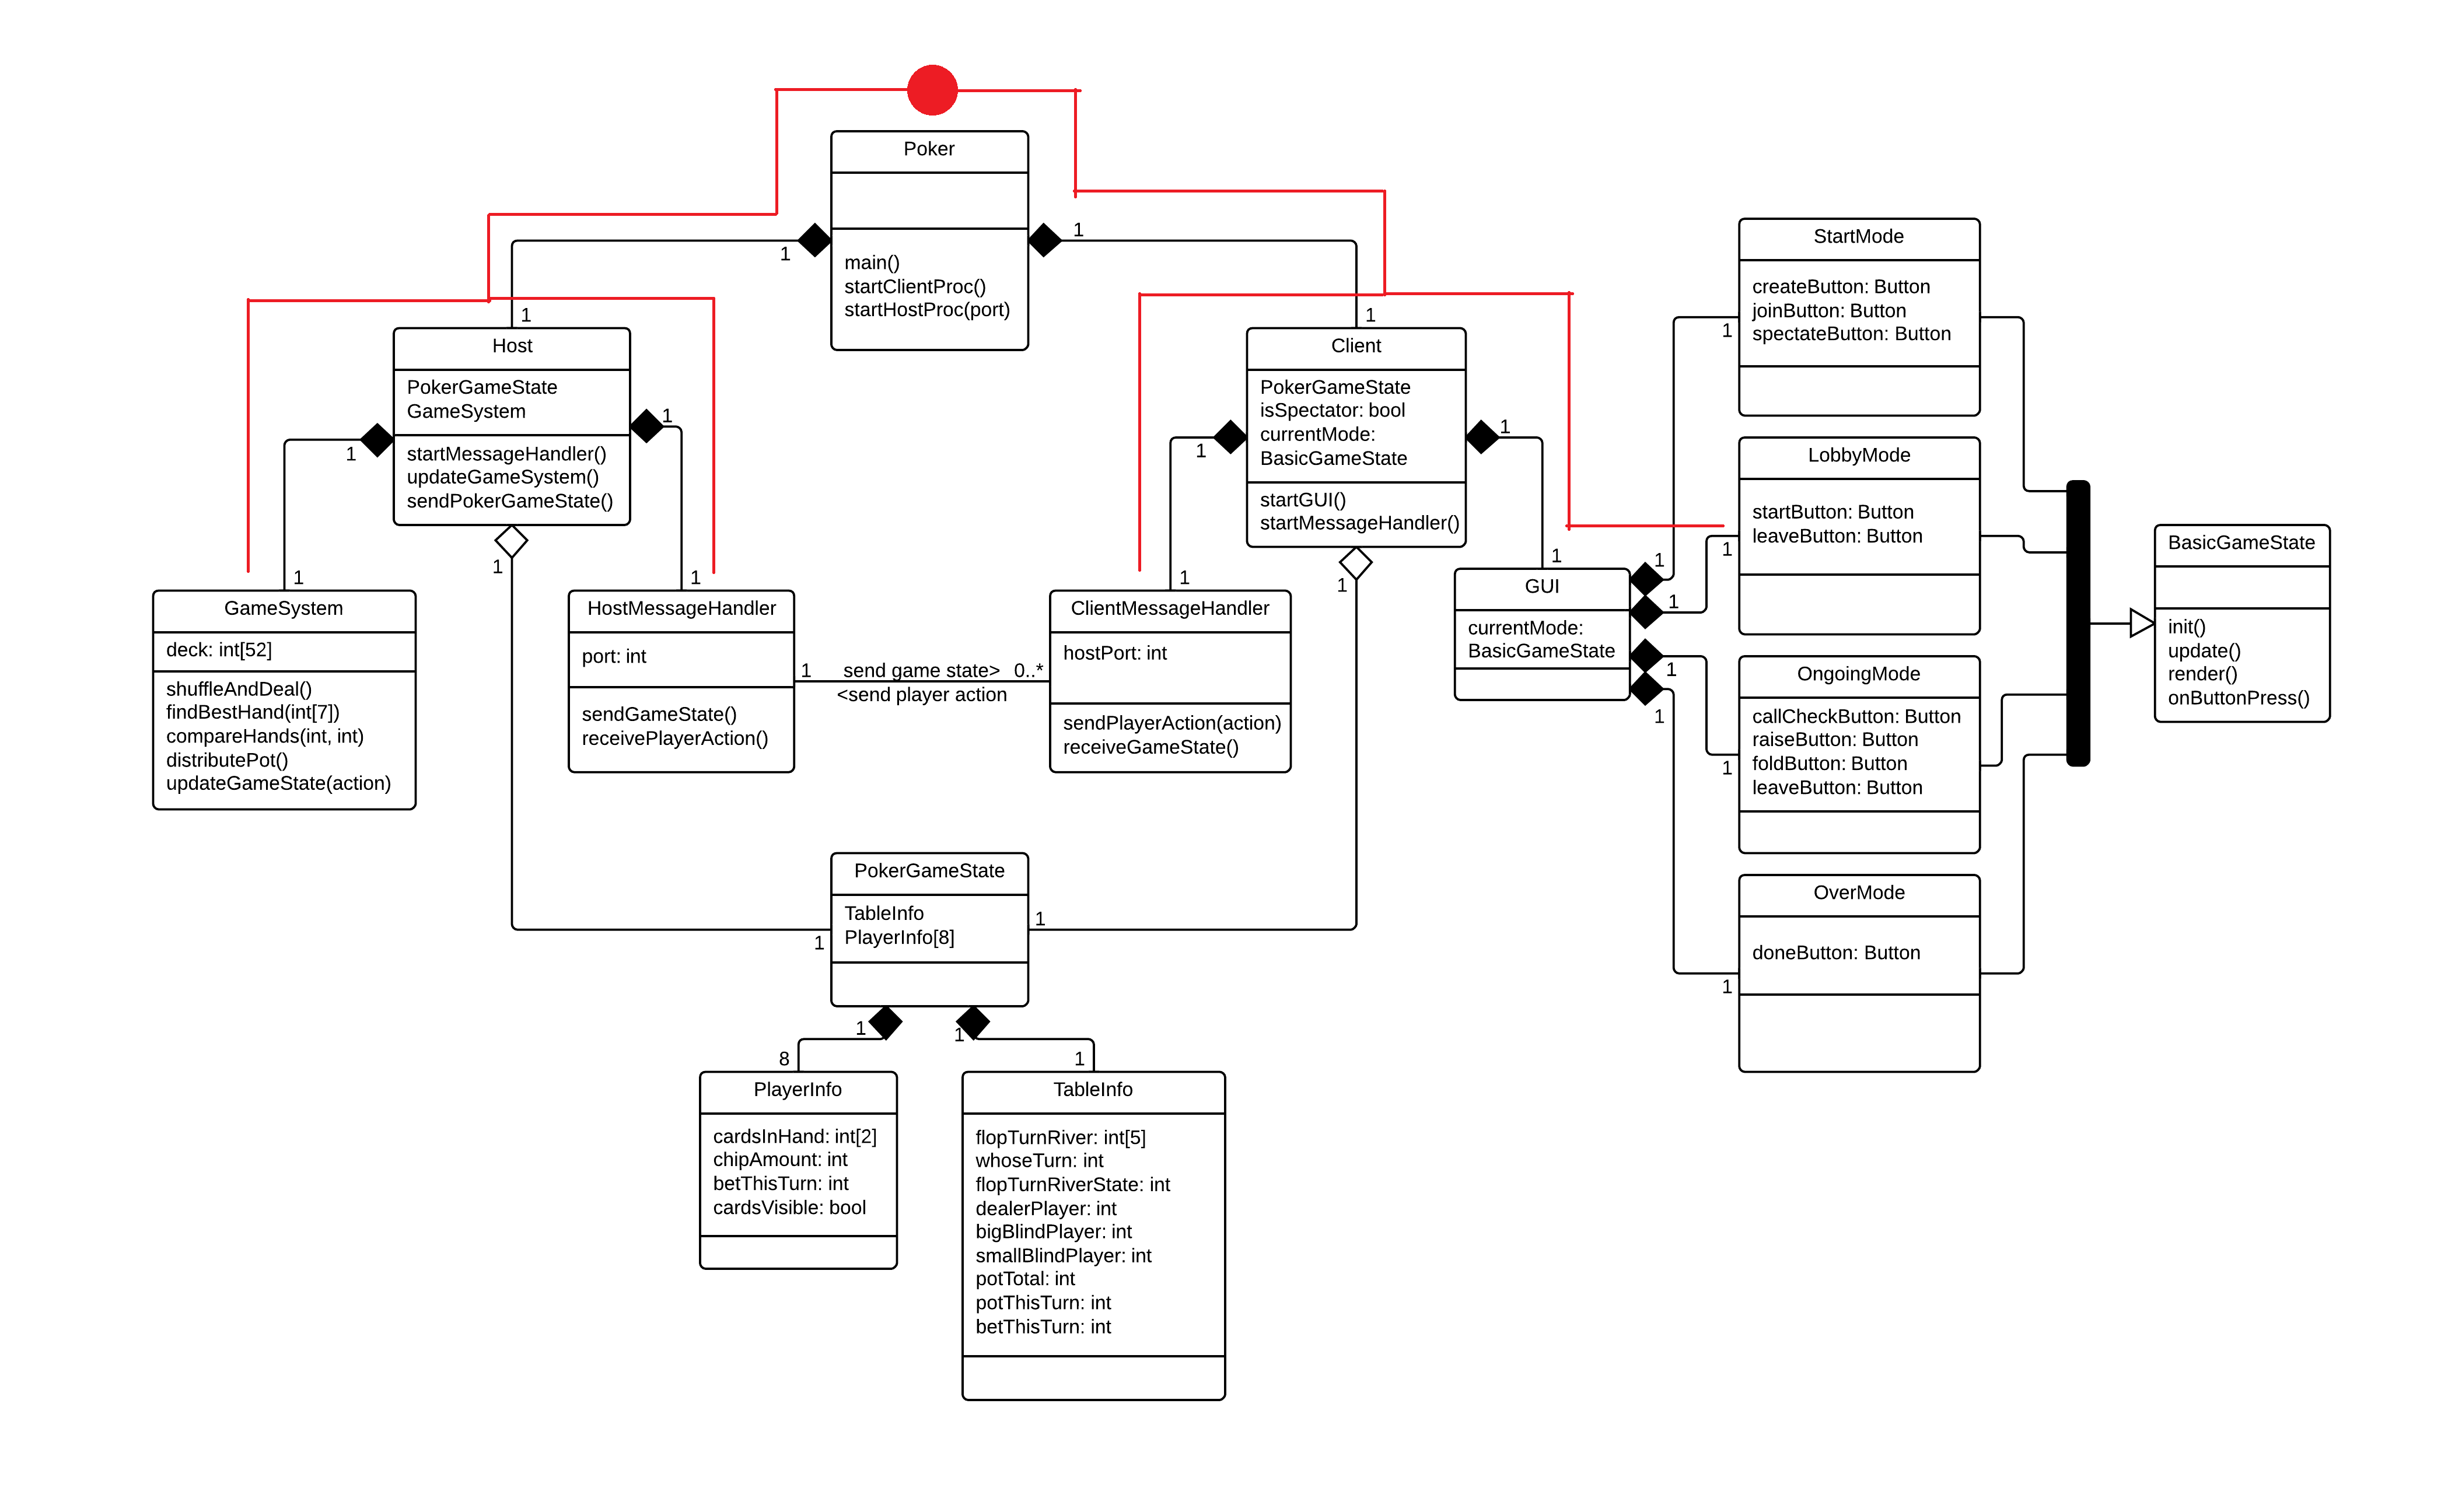 Poker
main()
startClientProc()
startHostProc(port)
1
1
1
1
Host
PokerGameState
GameSystem
startMessageHandler()
updateGameSystem()
sendPokerGameState()
1
1
1
1
1
Client
PokerGameState
isSpectator: bool
currentMode:
BasicGameState
startGUI()
startMessageHandler()
1
1
1
1
1
GameSystem
deck: int[52]
shuffleAndDeal()
findBestHand(int[7])
compareHands(int, int)
distributePot()
updateGameState(action)
HostMessageHandler
port: int
sendGameState()
receivePlayerAction()
1 send game state> 0..*
<send player action
ClientMessageHandler
hostPort: int
sendPlayerAction(action)
receiveGameState()
GUI
currentMode:
BasicGameState
1
1
1
1
1
1
1
1
StartMode
createButton: Button
joinButton: Button
spectateButton: Button
LobbyMode
startButton: Button
leaveButton: Button
OngoingMode
callCheckButton: Button
raiseButton: Button
foldButton: Button
leaveButton: Button
OverMode
doneButton: Button
BasicGameState
init()
update()
render()
onButtonPress()
PokerGameState
TableInfo
PlayerInfo[8]
1
1
1
1
8
1
PlayerInfo
cardsInHand: int[2]
chipAmount: int
betThisTurn: int
cardsVisible: bool
TableInfo
flopTurnRiver: int[5]
whoseTurn: int
flopTurnRiverState: int
dealerPlayer: int
bigBlindPlayer: int
smallBlindPlayer: int
potTotal: int
potThisTurn: int
betThisTurn: int